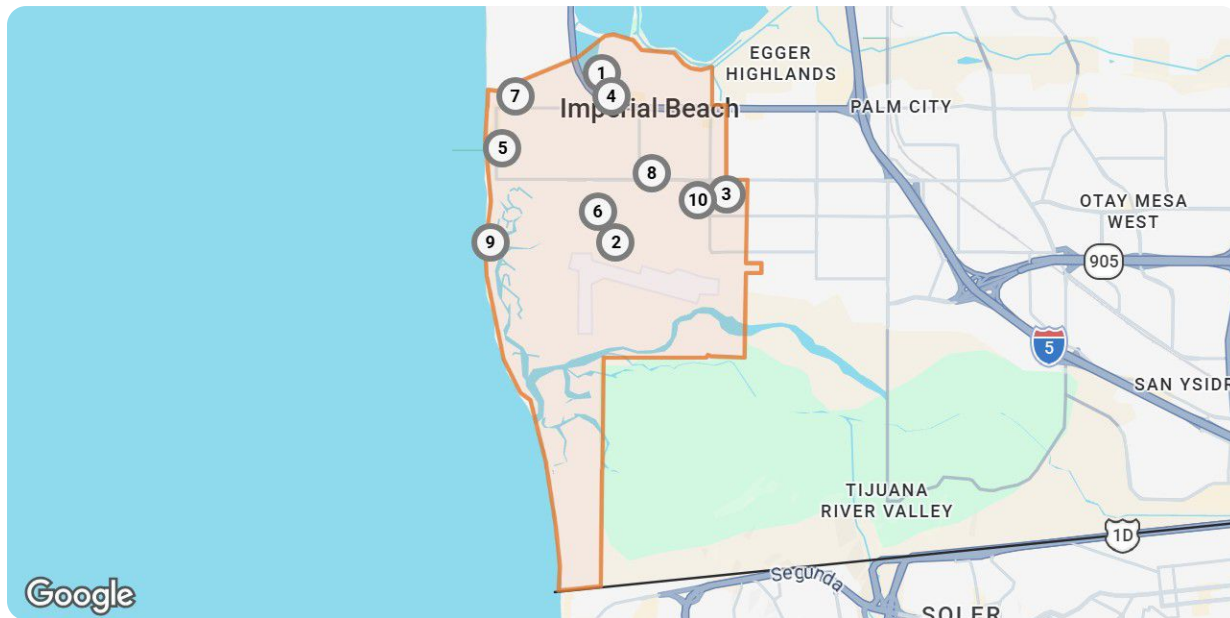 EGGER
HIGHLANDS
1
4
7
Imperial Beach
PALM CITY
5
8
3
10
OTAY MESA
WEST
6
2
9
905
5
SAN YSIDR
TIJUANA
RIVER VALLEY
1D
Segunda
SOLER
Google